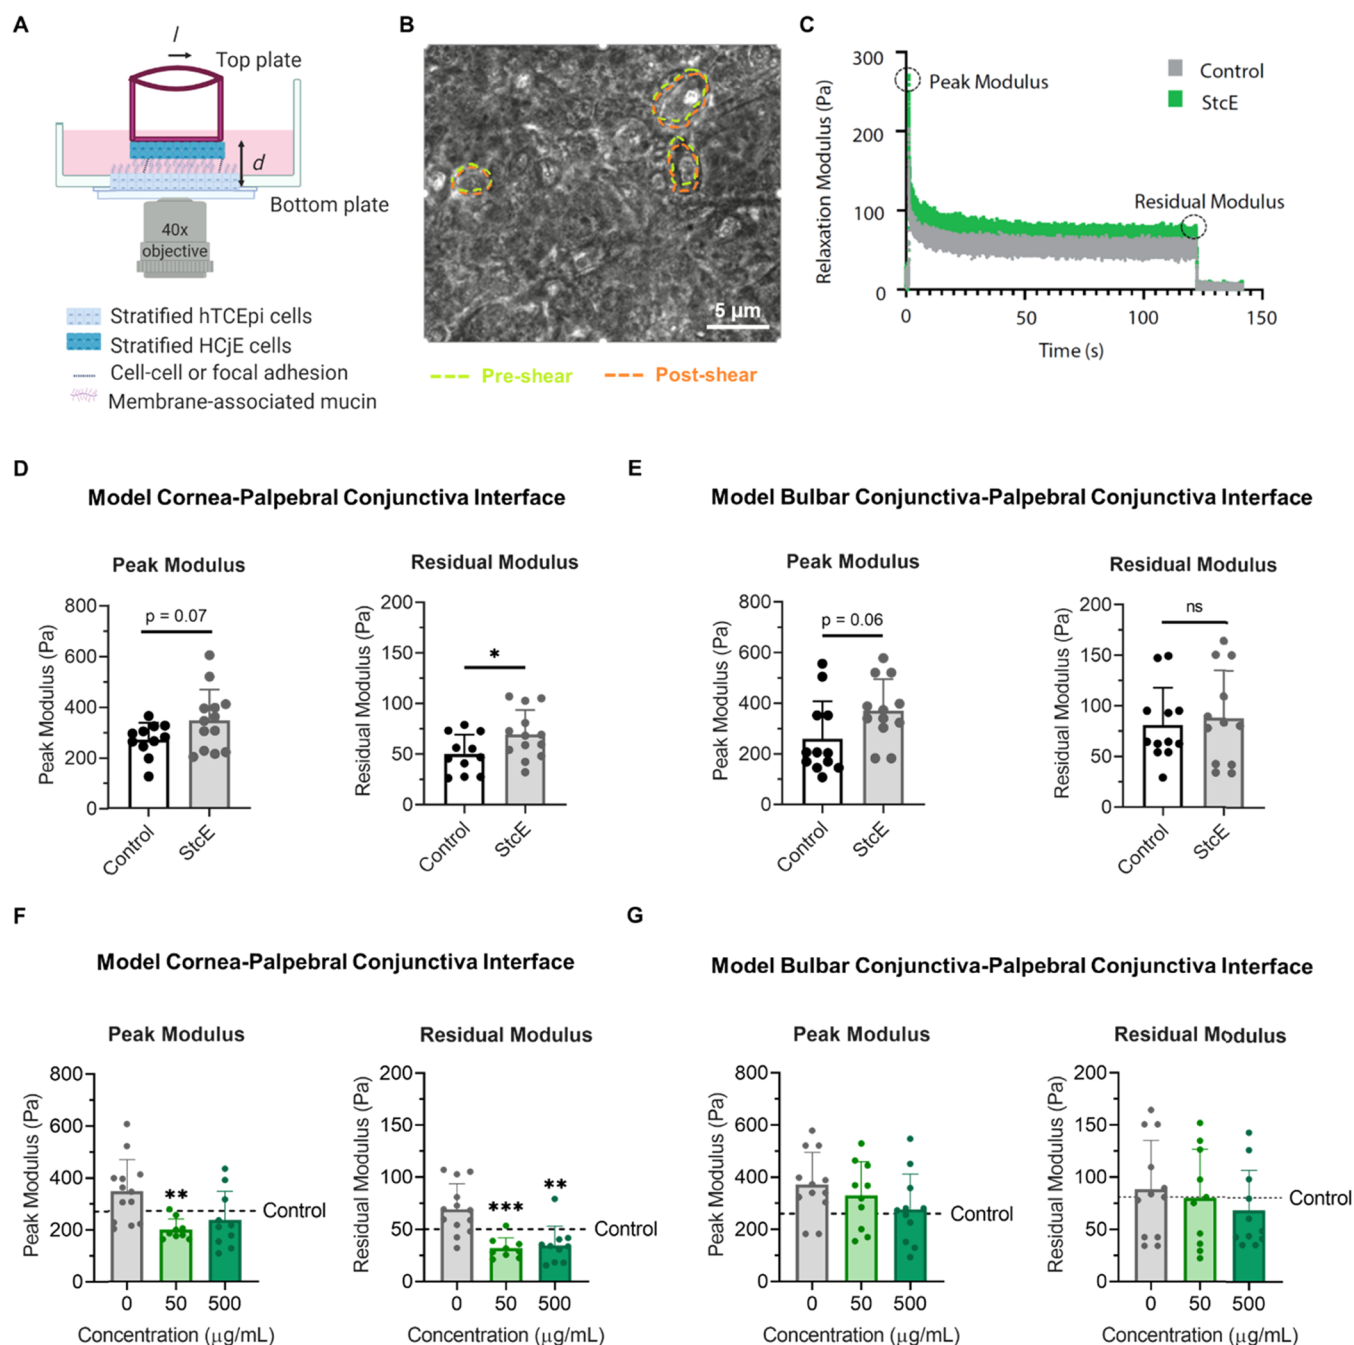 A
l
Top plate
d
Bottom plate
40x
objective
Stratified hTCEpi cells
Stratified HCjE cells
Cell-cell or focal adhesion
Membrane-associated mucin
B
5 μm
Pre-shear
Post-shear
C
Relaxation Modulus (Pa)
300
200
100
0
Peak Modulus
Control
StcE
Residual Modulus
0
50
100
150
Time (s)
D
Model Cornea-Palpebral Conjunctiva Interface
Peak Modulus
Peak Modulus (Pa)
800
600
400
200
0
p = 0.07
Control
StcE
Residual Modulus
Residual Modulus (Pa)
200
150
100
50
0
*
Control
StcE
E
Model Bulbar Conjunctiva-Palpebral Conjunctiva Interface
Peak Modulus
Peak Modulus (Pa)
800
600
400
200
0
p = 0.06
Control
StcE
Residual Modulus
Residual Modulus (Pa)
200
150
100
50
0
ns
Control
StcE
F
Model Cornea-Palpebral Conjunctiva Interface
Peak Modulus
Peak Modulus (Pa)
800
600
400
200
0
**
Control
0
50
500
Concentration (μg/mL)
Residual Modulus
Residual Modulus (Pa)
200
150
100
50
0
***
**
Control
0
50
500
Concentration (μg/mL)
G
Model Bulbar Conjunctiva-Palpebral Conjunctiva Interface
Peak Modulus
Peak Modulus (Pa)
800
600
400
200
0
Control
0
50
500
Concentration (μg/mL)
Residual Modulus
Residual Modulus (Pa)
200
150
100
50
0
Control
0
50
500
Concentration (μg/mL)